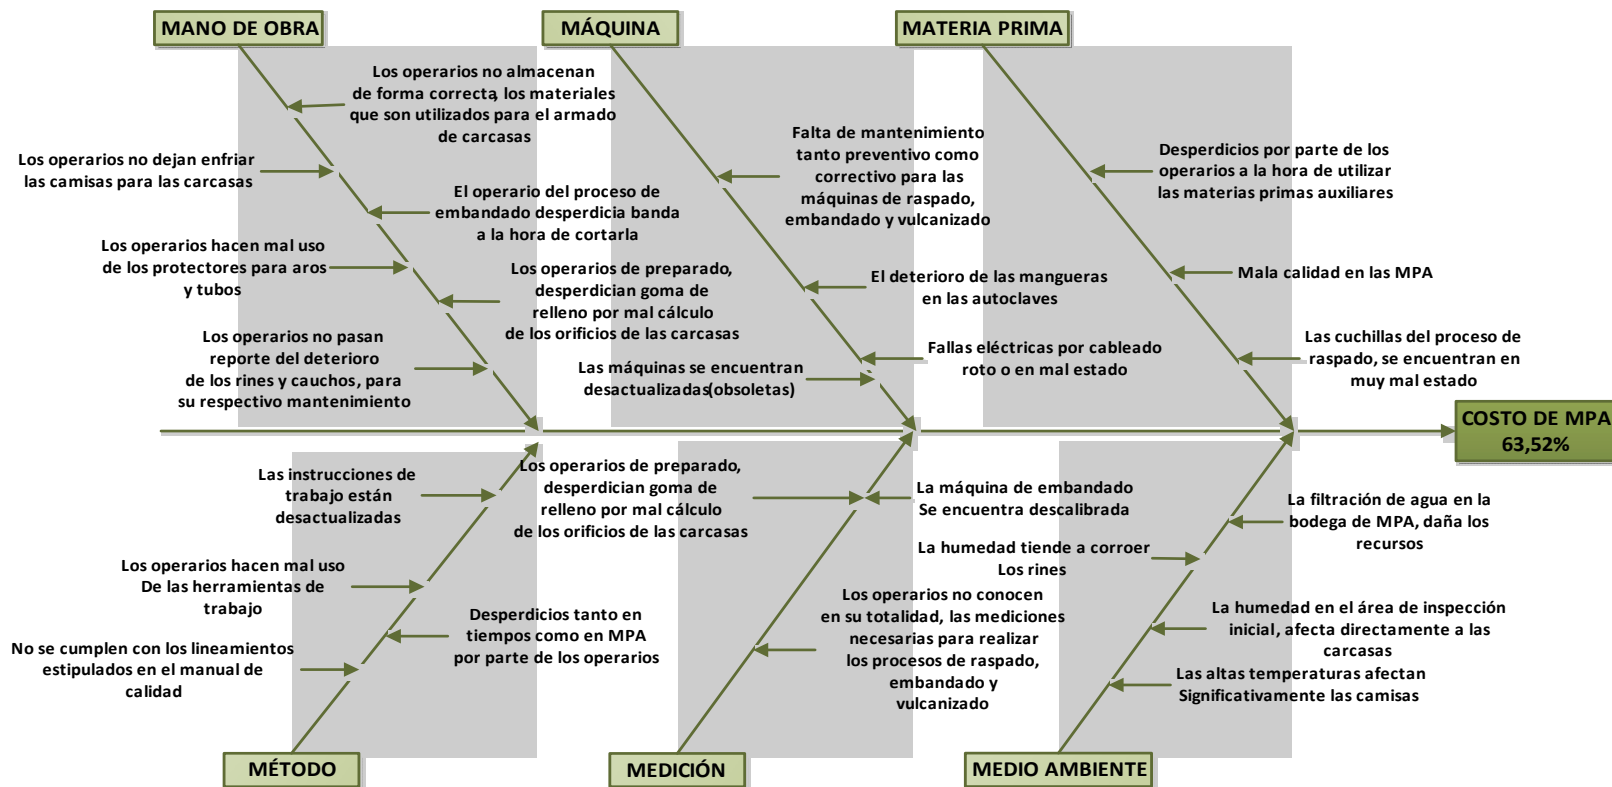 MANO DE OBRA
MÁQUINA
MATERIA PRIMA
Los operarios no almacenan
de forma correcta, los materiales
que son utilizados para el armado
de carcasas
Los operarios no dejan enfriar
las camisas para las carcasas
El operario del proceso de
embandado desperdicia banda
a la hora de cortarla
Los operarios hacen mal uso
de los protectores para aros
y tubos
Los operarios de preparado,
desperdician goma de
relleno por mal cálculo
de los orificios de las carcasas
Los operarios no pasan
reporte del deterioro
de los rines y cauchos, para
su respectivo mantenimiento
Falta de mantenimiento
tanto preventivo como
correctivo para las
máquinas de raspado,
embandado y vulcanizado
El deterioro de las mangueras
en las autoclaves
Fallas eléctricas por cableado
roto o en mal estado
Las máquinas se encuentran
desactualizadas(obsoletas)
Desperdicios por parte de los
operarios a la hora de utilizar
las materias primas auxiliares
Mala calidad en las MPA
Las cuchillas del proceso de
raspado, se encuentran en
muy mal estado
COSTO DE MPA
63,52%
Las instrucciones de
trabajo están
desactualizadas
Los operarios hacen mal uso
De las herramientas de
trabajo
Desperdicios tanto en
tiempos como en MPA
por parte de los operarios
No se cumplen con los lineamientos
estipulados en el manual de
calidad
Los operarios de preparado,
desperdician goma de
relleno por mal cálculo
de los orificios de las carcasas
La máquina de embandado
Se encuentra descalibrada
Los operarios no conocen
en su totalidad, las mediciones
necesarias para realizar
los procesos de raspado,
embandado y
vulcanizado
La filtración de agua en la
bodega de MPA, daña los
recursos
La humedad tiende a corroer
Los rines
La humedad en el área de inspección
inicial, afecta directamente a las
carcasas
Las altas temperaturas afectan
Significativamente las camisas
MÉTODO
MEDICIÓN
MEDIO AMBIENTE